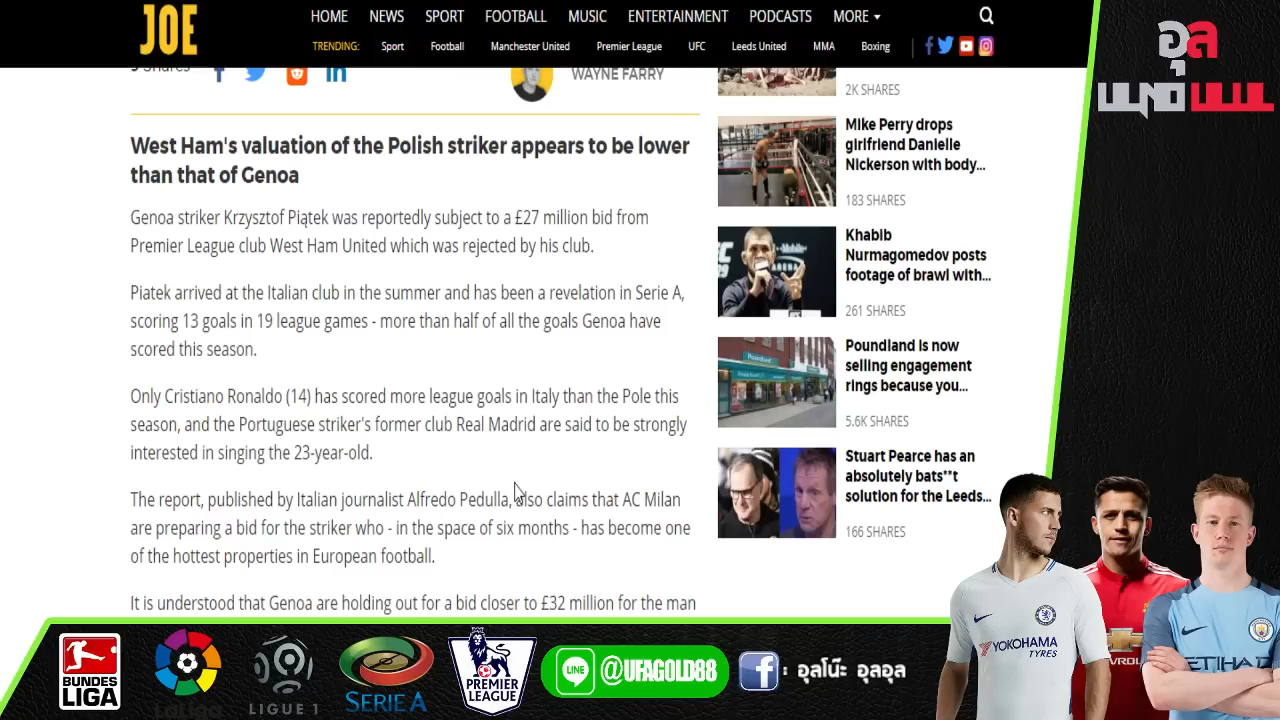 JOE
HOME NEWS SPORT FOOTBALL MUSIC ENTERTAINMENT PODCASTS MORE
TRENDING: Sport Football Manchester United Premier League UFC Leeds United MMA Boxing
Shares
WAYNE FARRY
West Ham's valuation of the Polish striker appears to be lower
than that of Genoa
Genoa striker Krzysztof Piątek was reportedly subject to a £27 million bid from
Premier League club West Ham United which was rejected by his club.
Piatek arrived at the Italian club in the summer and has been a revelation in Serie A,
scoring 13 goals in 19 league games - more than half of all the goals Genoa have
scored this season.
Only Cristiano Ronaldo (14) has scored more league goals in Italy than the Pole this
season, and the Portuguese striker's former club Real Madrid are said to be strongly
interested in singing the 23-year-old.
The report, published by Italian journalist Alfredo Pedulla, also claims that AC Milan
are preparing a bid for the striker who - in the space of six months - has become one
of the hottest properties in European football.
It is understood that Genoa are holding out for a bid closer to £32 million for the man
2K SHARES
Mike Perry drops
girlfriend Danielle
Nickerson with body...
183 SHARES
Khabib
Nurmagomedov posts
footage of brawl with...
261 SHARES
Poundland is now
selling engagement
rings because you...
5.6K SHARES
Stuart Pearce has an
absolutely bats**t
solution for the Leeds...
166 SHARES
อุล
YOKOHAMA
TYRES
BUNDES
LIGA
LaLiga
LIGUE 1
SERIE A
PREMIER
LEAGUE
LINE
@UFAGOLD88
: อุลโน๊ะ อุลอุล